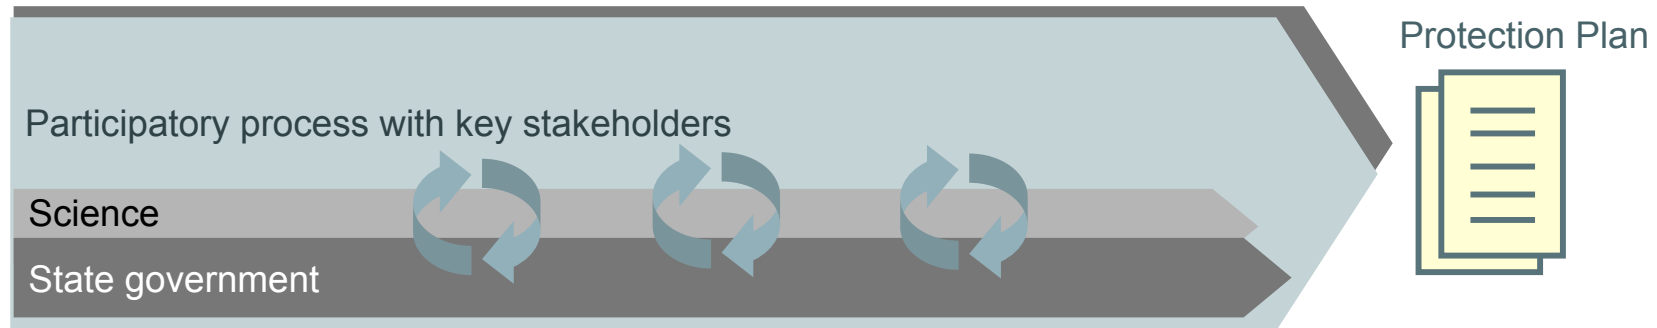 Protection Plan
Participatory process with key stakeholders
Science
State government